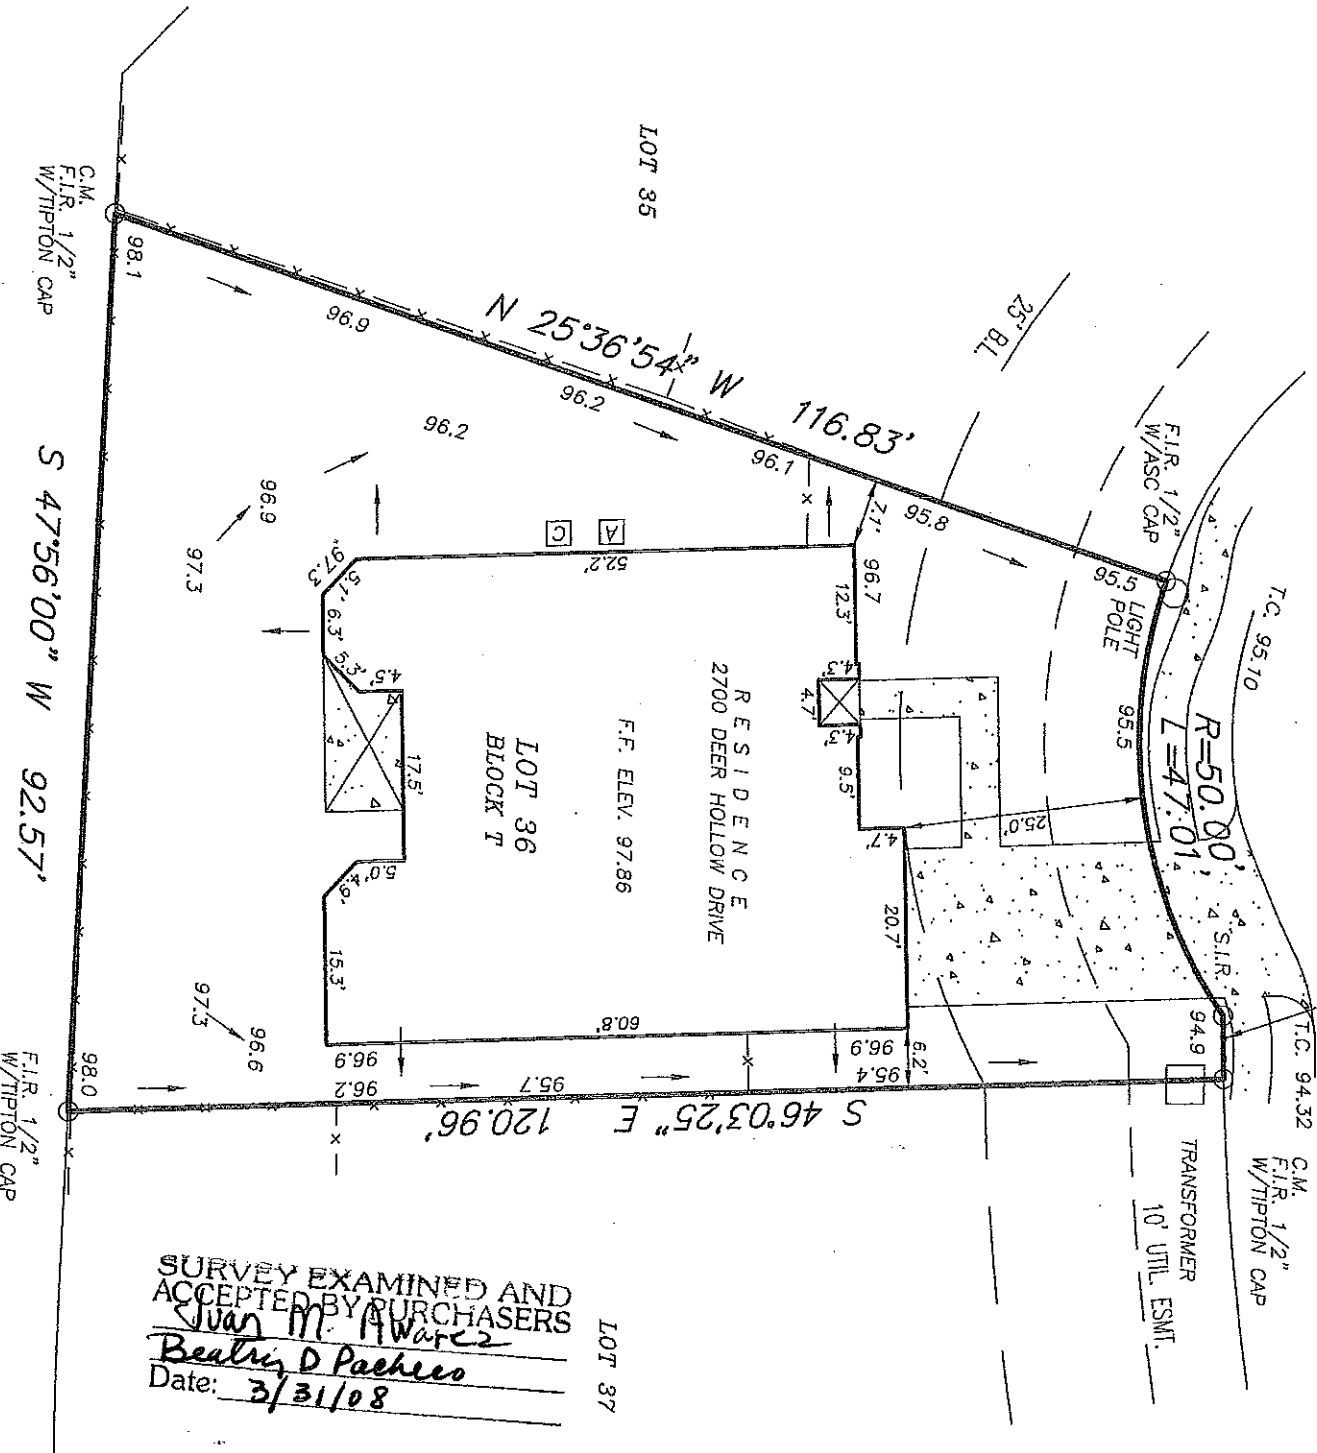 LOT 35
25' B.L.
C.M.
F.I.R. 1/2"
W/TIPTON CAP
98.1
96.9
N 25°36'54" W 116.83'
96.2
96.2
96.1
95.8
95.5
F.I.R. 1/2"
W/ASC CAP
LIGHT
POLE
T.C. 95.10
R=50.00'
L=47.01'
95.5
S.I.R.
94.9
T.C. 94.32
C.M.
F.I.R. 1/2"
W/TIPTON CAP
TRANSFORMER
10' UTIL. ESMT.
7.1'
96.7
12.3'
4.3'
4.7'
4.3'
9.5'
4.7'
25.0'
20.7'
6.2'
96.9
95.4
C
A
52.2'
96.9
97.3
97.3
5.1'
6.3'
5.3'
4.5'
17.5'
5.0'
4.9'
15.3'
RESIDENCE
2700 DEER HOLLOW DRIVE
F.F. ELEV. 97.86
LOT 36
BLOCK T
60.8'
96.9
96.2
95.7
97.3
96.6
98.0
S 47°56'00" W 92.57'
S 46°03'25" E 120.96'
F.I.R. 1/2"
W/TIPTON CAP
LOT 37
SURVEY EXAMINED AND
ACCEPTED BY PURCHASERS
Juan M. Alvarez
Beatriz D Pacheco
Date: 3/31/08